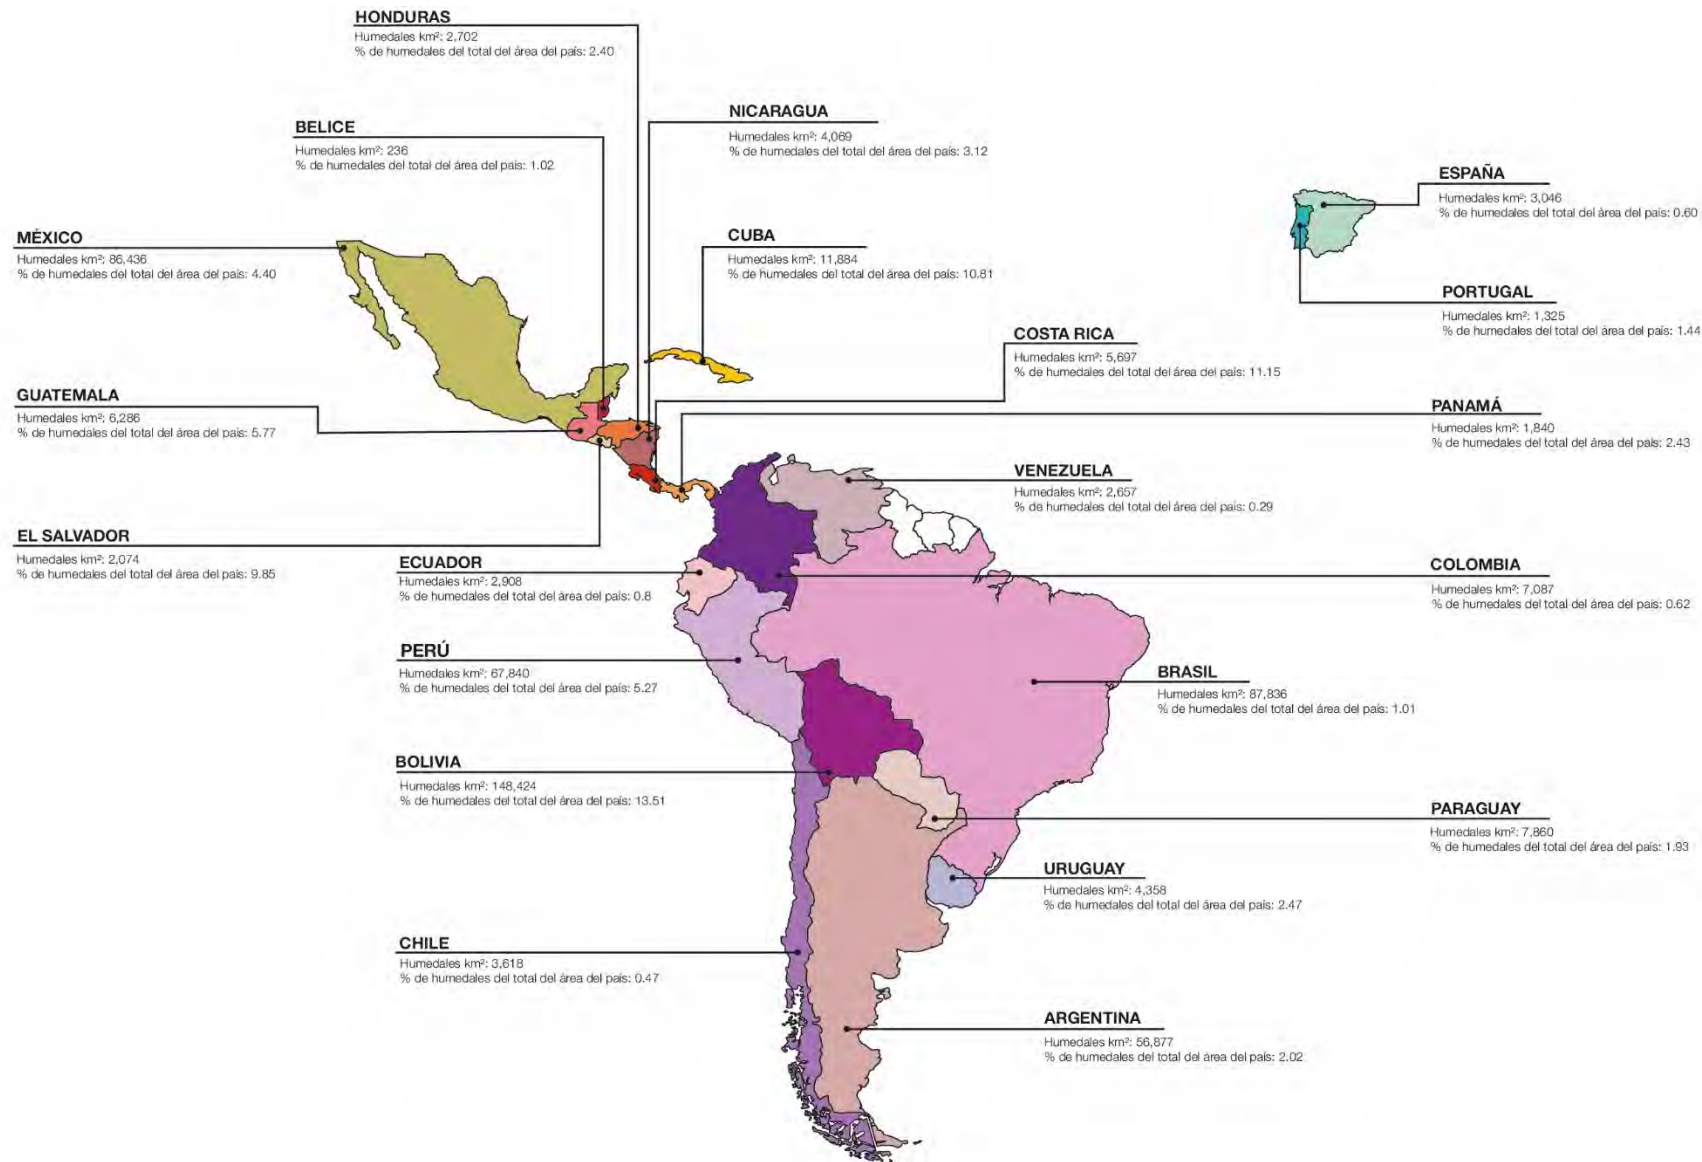 HONDURAS
Humedales km²: 2,702
% de humedales del total del área del país: 2.40
NICARAGUA
Humedales km²: 4,069
% de humedales del total del área del país: 3.12
BELICE
Humedales km²: 236
% de humedales del total del área del país: 1.02
ESPAÑA
Humedales km²: 3,046
% de humedales del total del área del país: 0.60
MÉXICO
Humedales km²: 86,436
% de humedales del total del área del país: 4.40
CUBA
Humedales km²: 11,884
% de humedales del total del área del país: 10.81
PORTUGAL
Humedales km²: 1,325
% de humedales del total del área del país: 1.44
COSTA RICA
Humedales km²: 5,697
% de humedales del total del área del país: 11.15
GUATEMALA
Humedales km²: 6,286
% de humedales del total del área del país: 5.77
PANAMÁ
Humedales km²: 1,840
% de humedales del total del área del país: 2.43
VENEZUELA
Humedales km²: 2,657
% de humedales del total del área del país: 0.29
EL SALVADOR
Humedales km²: 2,074
% de humedales del total del área del país: 9.85
ECUADOR
Humedales km²: 2,908
% de humedales del total del área del país: 0.8
COLOMBIA
Humedales km²: 7,087
% de humedales del total del área del país: 0.62
PERÚ
Humedales km²: 67,840
% de humedales del total del área del país: 5.27
BRASIL
Humedales km²: 87,836
% de humedales del total del área del país: 1.01
BOLIVIA
Humedales km²: 148,424
% de humedales del total del área del país: 13.51
PARAGUAY
Humedales km²: 7,860
% de humedales del total del área del país: 1.93
URUGUAY
Humedales km²: 4,358
% de humedales del total del área del país: 2.47
CHILE
Humedales km²: 3,618
% de humedales del total del área del país: 0.47
ARGENTINA
Humedales km²: 56,877
% de humedales del total del área del país: 2.02